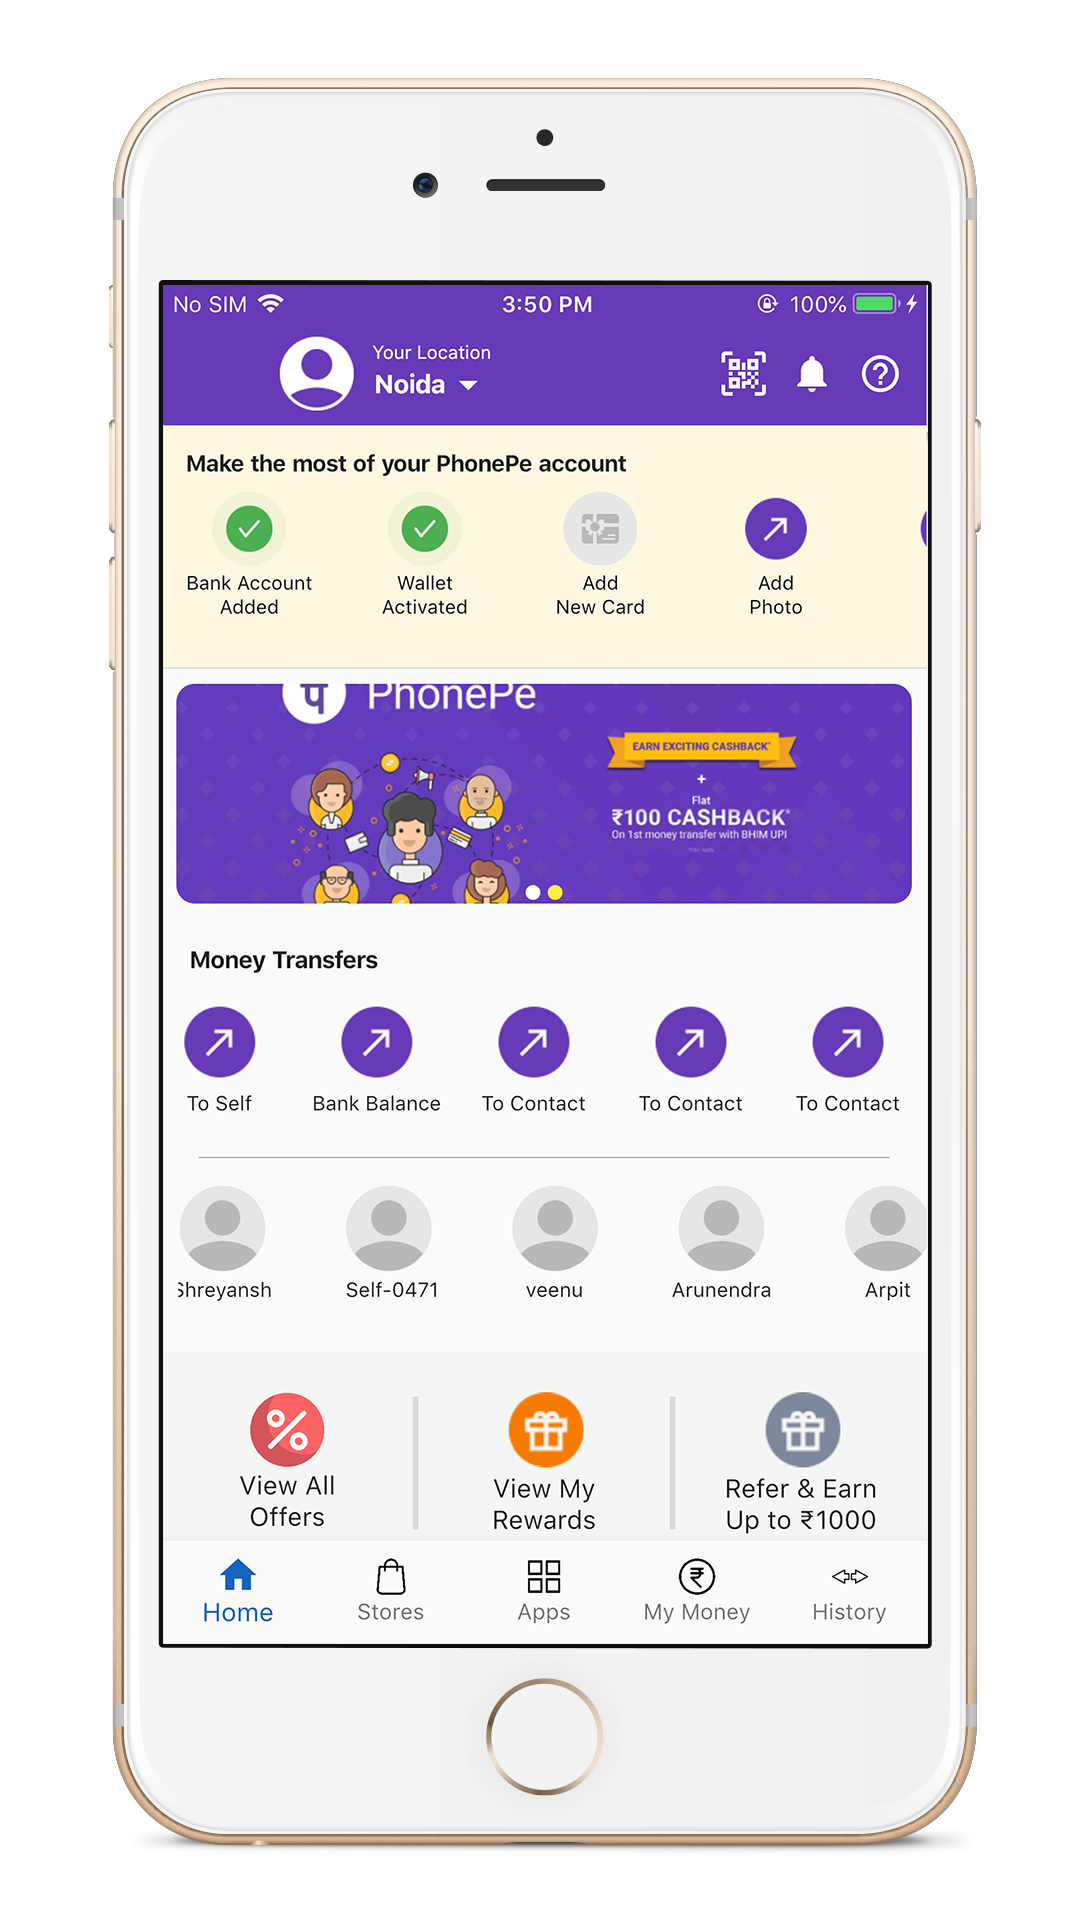 No SIM 3:50 PM 100%
Your Location
Noida
Make the most of your PhonePe account
Bank Account
Added
Wallet
Activated
Add
New Card
Add
Photo
पे PhonePe
EARN EXCITING CASHBACK*
+
Flat
₹100 CASHBACK*
On 1st money transfer with BHIM UPI
*T&C Apply
Money Transfers
To Self
Bank Balance
To Contact
To Contact
To Contact
Shreyansh
Self-0471
veenu
Arunendra
Arpit
View All
Offers
View My
Rewards
Refer & Earn
Up to ₹1000
Home
Stores
Apps
My Money
History